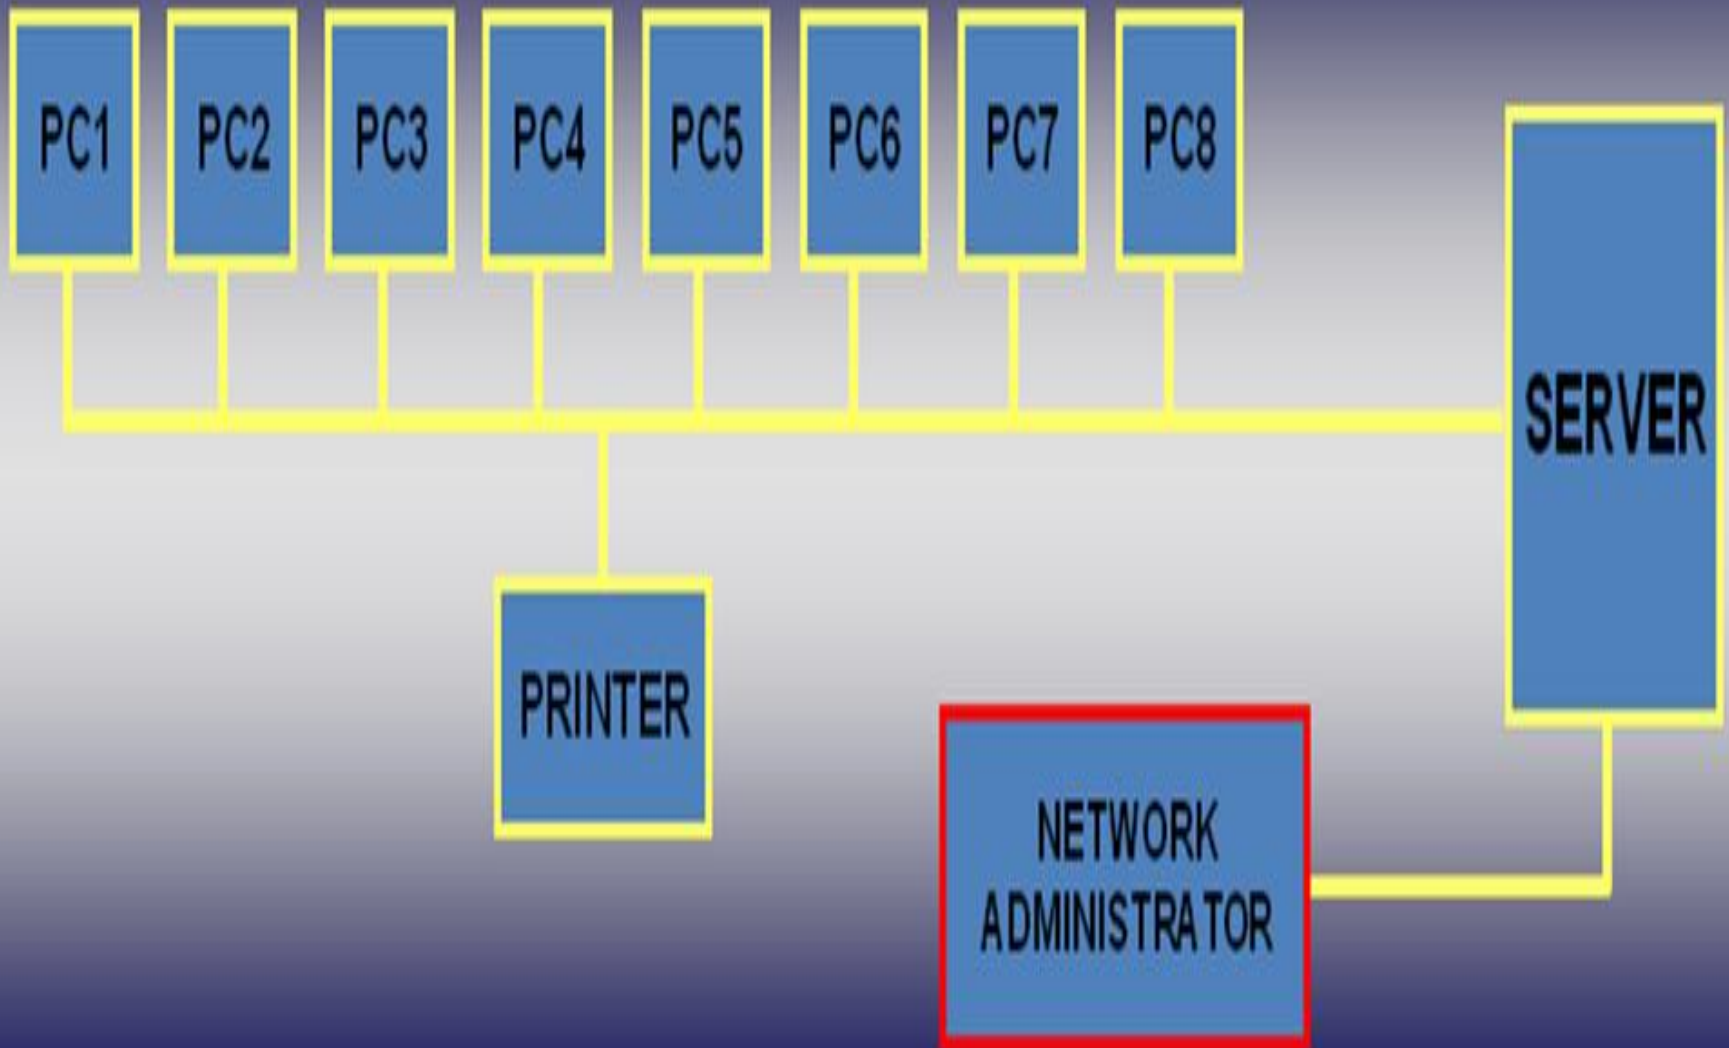 PC1
PC2
PC3
PC4
PC5
PC6
PC7
PC8
SERVER
PRINTER
NETWORK
ADMINISTRATOR